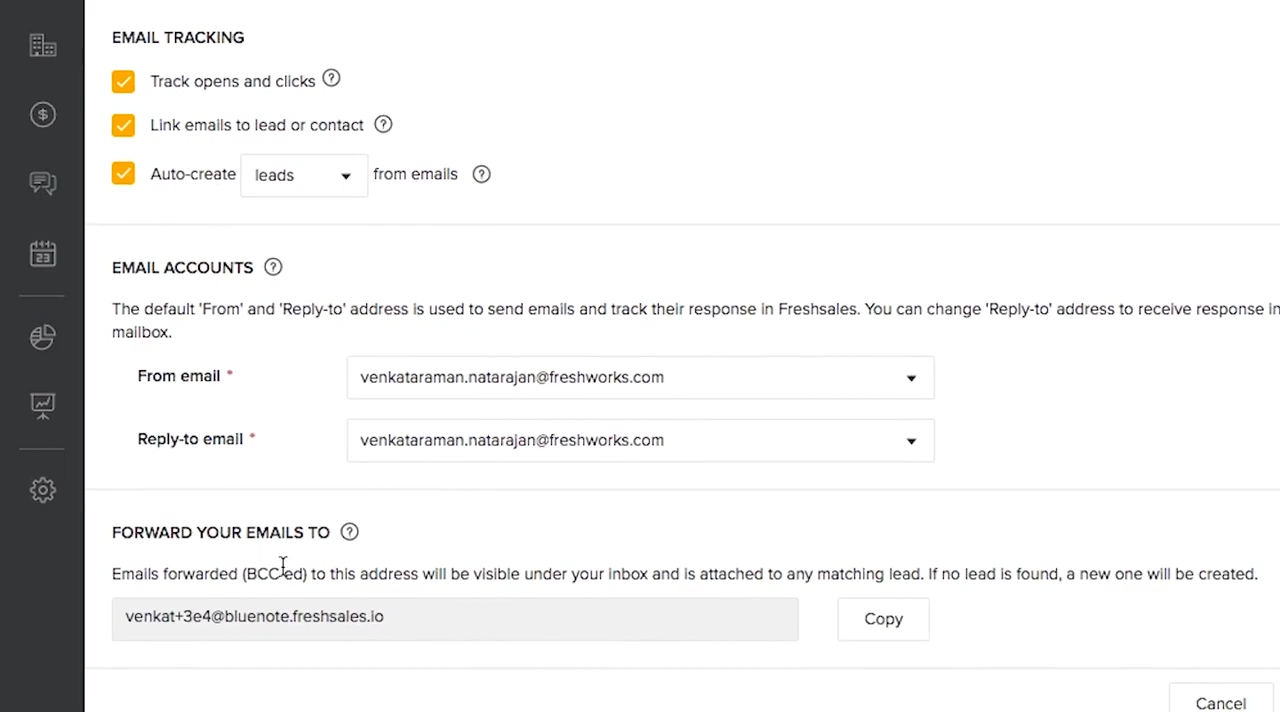 EMAIL TRACKING
Track opens and clicks ?
Link emails to lead or contact ?
Auto-create leads from emails ?
EMAIL ACCOUNTS ?
The default 'From' and 'Reply-to' address is used to send emails and track their response in Freshsales. You can change 'Reply-to' address to receive response in
mailbox.
From email * venkataraman.natarajan@freshworks.com
Reply-to email * venkataraman.natarajan@freshworks.com
FORWARD YOUR EMAILS TO ?
Emails forwarded (BCC-ed) to this address will be visible under your inbox and is attached to any matching lead. If no lead is found, a new one will be created.
venkat+3e4@bluenote.freshsales.io Copy
Cancel
$
23